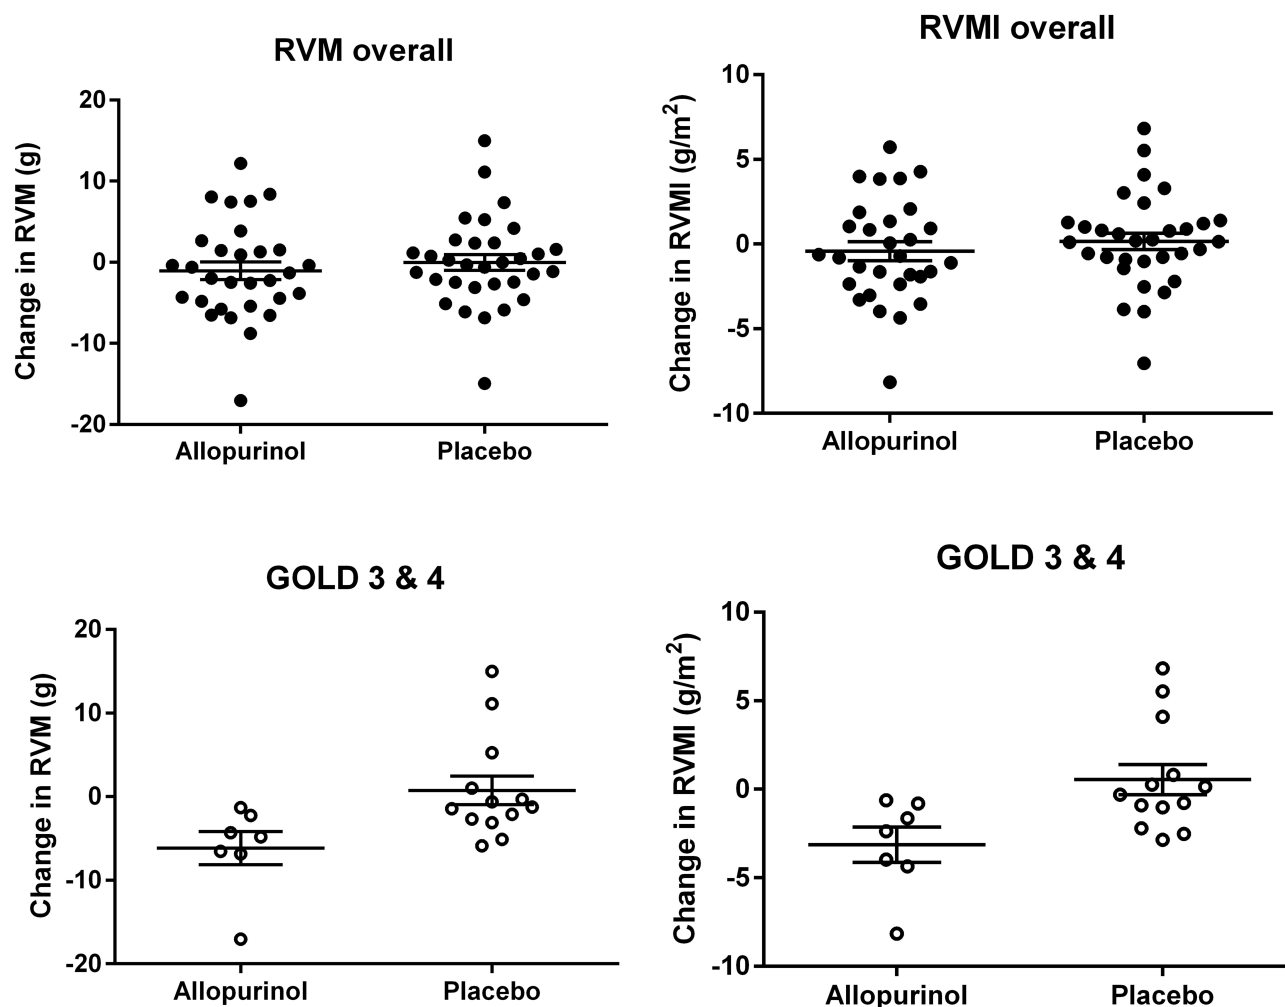 RVM overall
Change in RVM (g)
20
10
0
-10
-20
Allopurinol
Placebo
RVMI overall
Change in RVMI (g/m²)
10
5
0
-5
-10
Allopurinol
Placebo
GOLD 3 & 4
Change in RVM (g)
20
10
0
-10
-20
Allopurinol
Placebo
GOLD 3 & 4
Change in RVMI (g/m²)
10
5
0
-5
-10
Allopurinol
Placebo